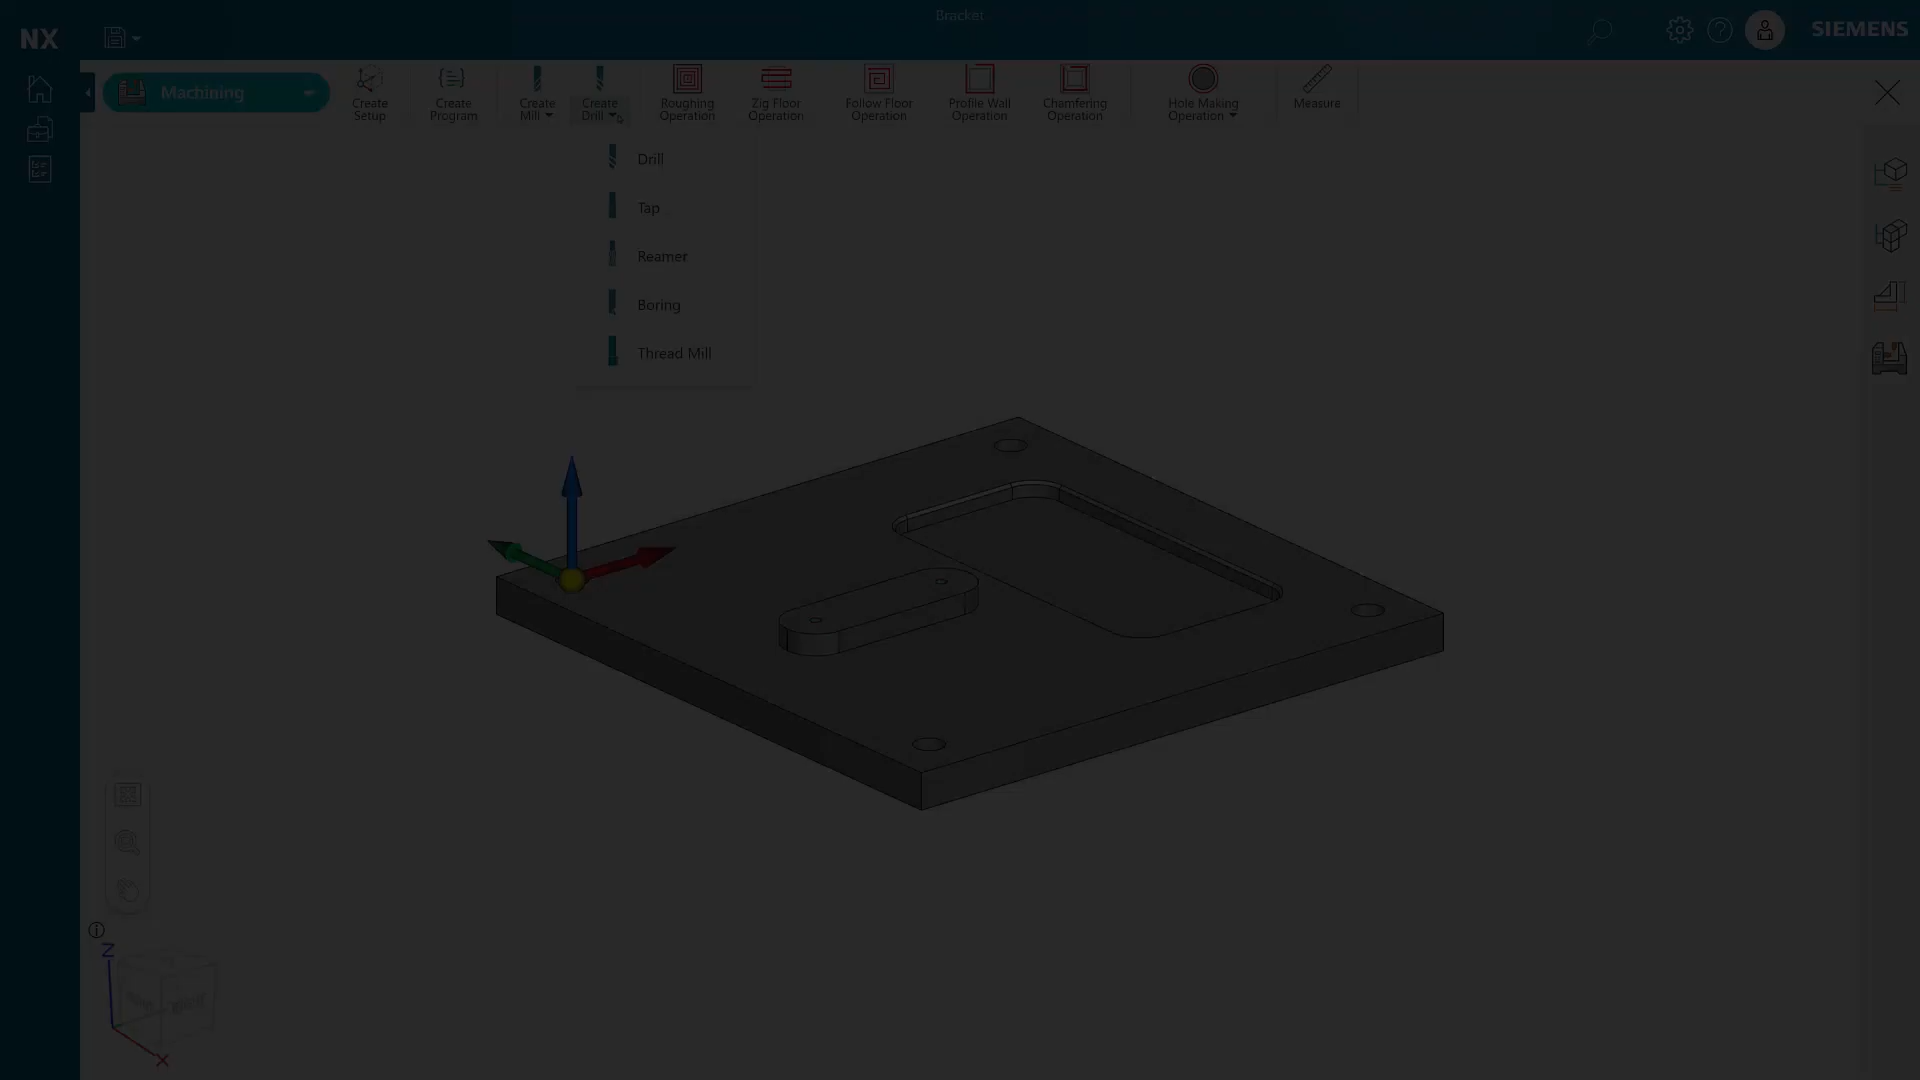 Bracket
NX
SIEMENS
Machining
Create Setup
Create Program
Create Mill
Create Drill
Roughing Operation
Zig Floor Operation
Follow Floor Operation
Profile Wall Operation
Chamfering Operation
Hole Making Operation
Measure
Drill
Tap
Reamer
Boring
Thread Mill
Z
X